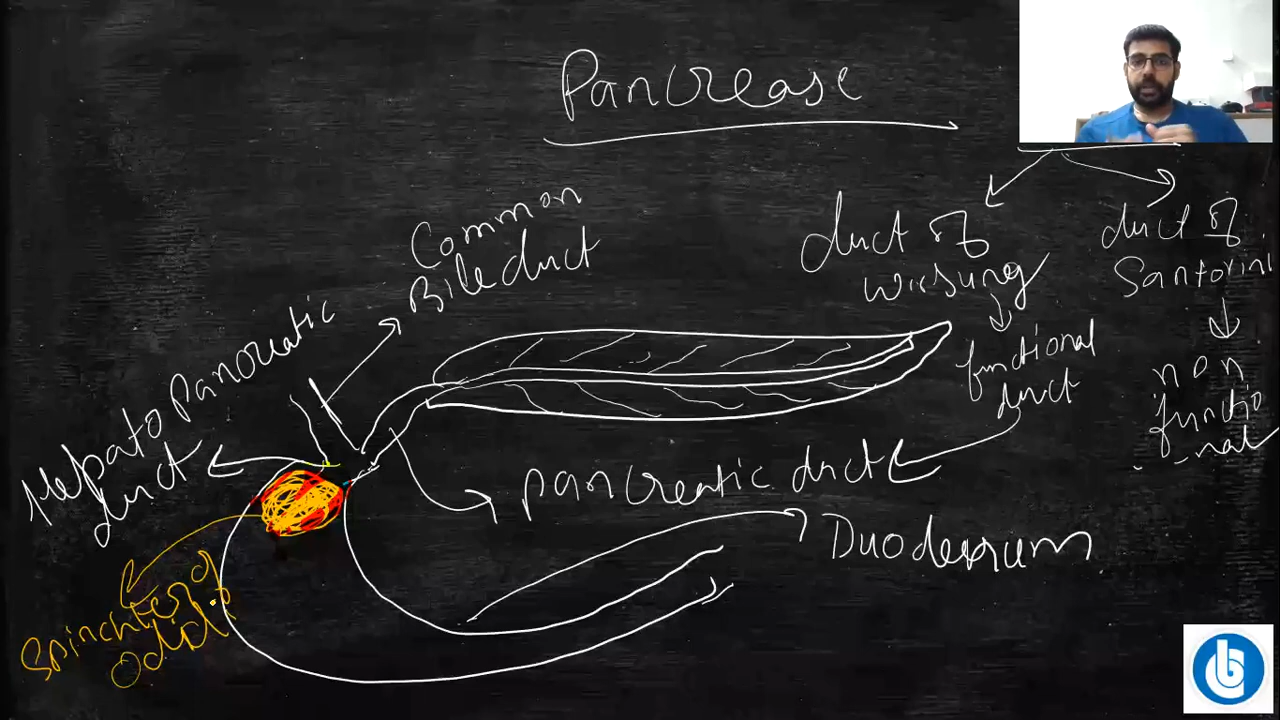 Pancrease
Common
Bile duct
duct of
Wirsung
functional
duct
duct of
Santorini
non
functio
nal
Hepato pancreatic
duct
pancreatic duct
Duodenum
Spinchter of
Oddi